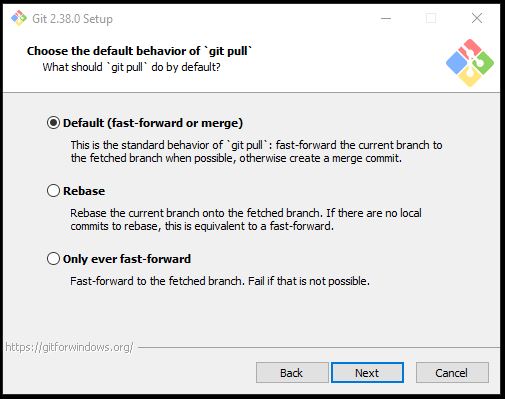 Git 2.38.0 Setup
Choose the default behavior of `git pull`
What should `git pull` do by default?
Default (fast-forward or merge)
This is the standard behavior of `git pull`: fast-forward the current branch to
the fetched branch when possible, otherwise create a merge commit.
Rebase
Rebase the current branch onto the fetched branch. If there are no local
commits to rebase, this is equivalent to a fast-forward.
Only ever fast-forward
Fast-forward to the fetched branch. Fail if that is not possible.
https://gitforwindows.org/
Back Next Cancel